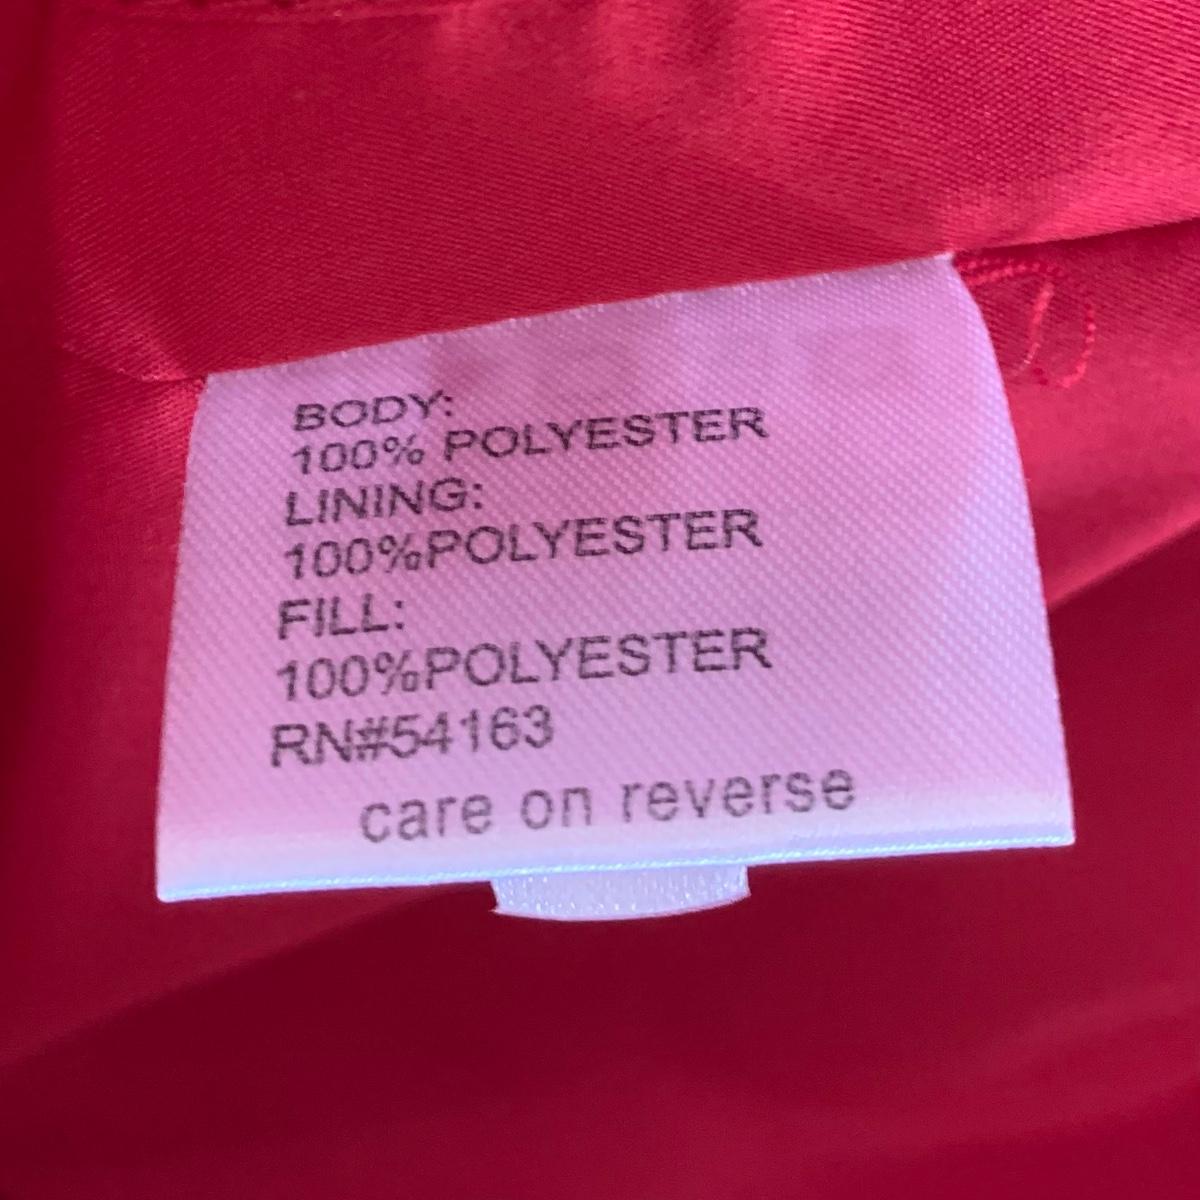 BODY:
100% POLYESTER
LINING:
100%POLYESTER
FILL:
100%POLYESTER
RN#54163
care on reverse